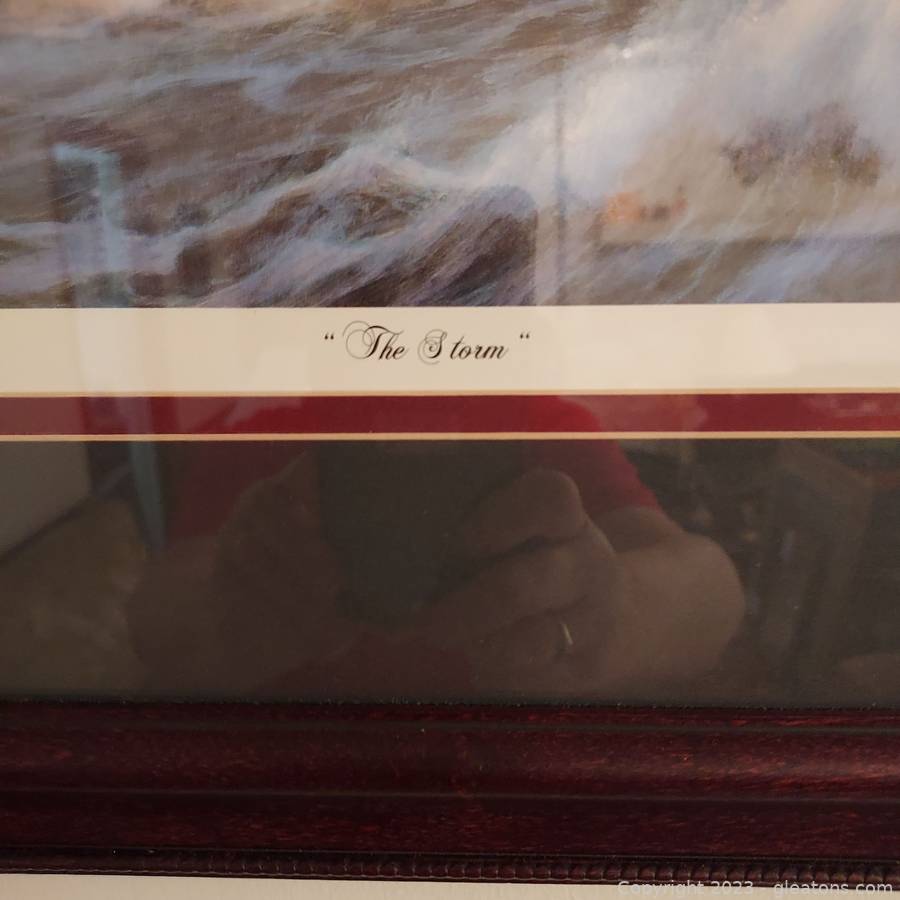 “ The Storm “
Copyright 2023 - gleatons.com